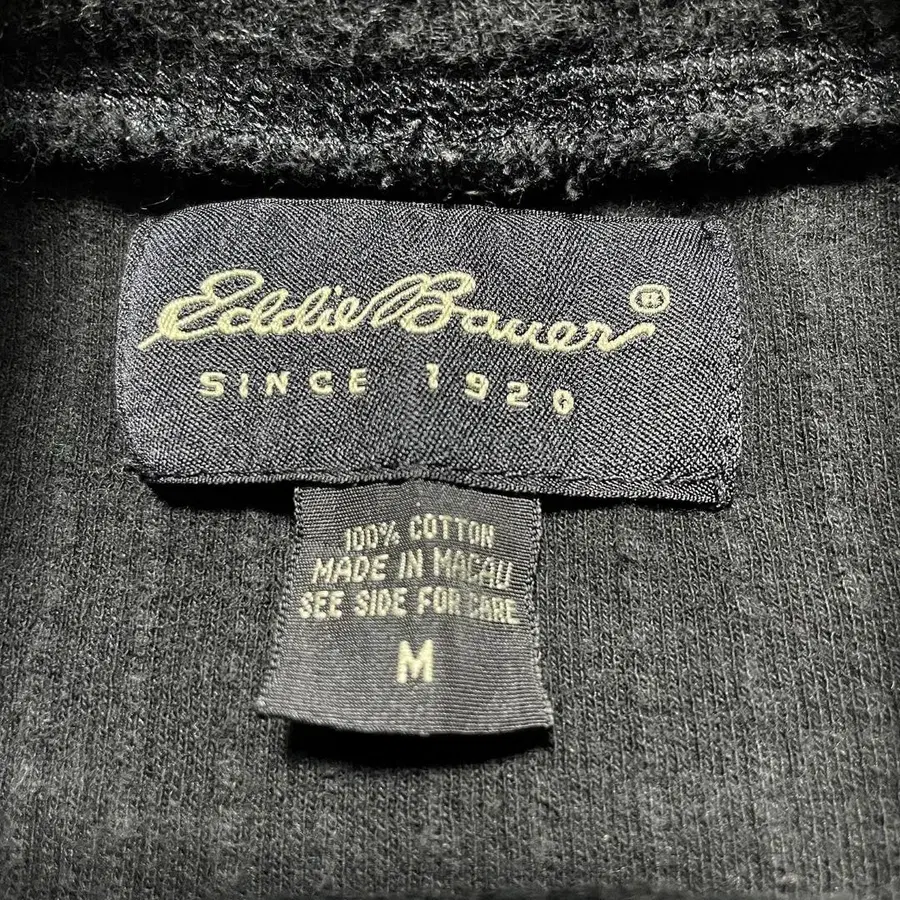 Eddie Bauer®
SINCE 1920
100% COTTON
MADE IN MACAU
SEE SIDE FOR CARE
M